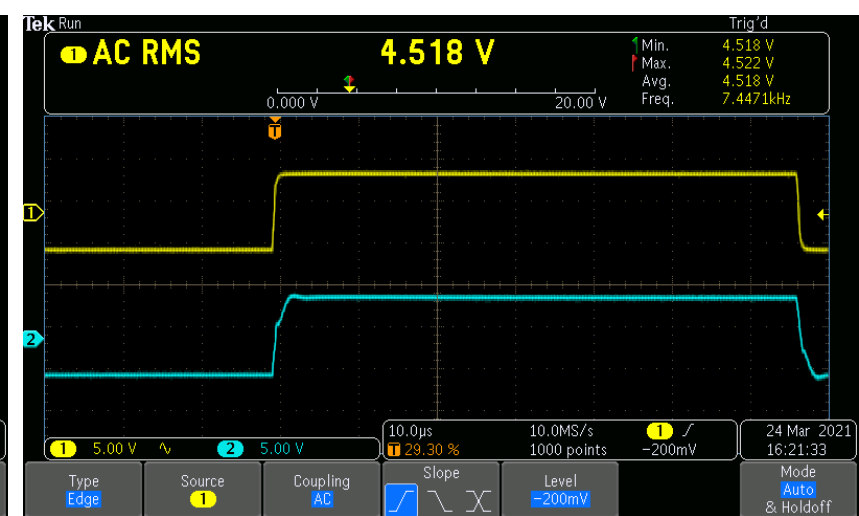 Tek Run Trig'd
1 AC RMS 4.518 V
Min. 4.518 V
Max. 4.522 V
Avg. 4.518 V
Freq. 7.4471kHz
0.000 V 20.00 V
T
1
2
1 5.00 V 2 5.00 V
10.0µs 10.0MS/s 1
T 29.30 % 1000 points −200mV
24 Mar 2021
16:21:33
Type
Edge
Source
1
Coupling
AC
Slope
Level
−200mV
Mode
Auto
& Holdoff